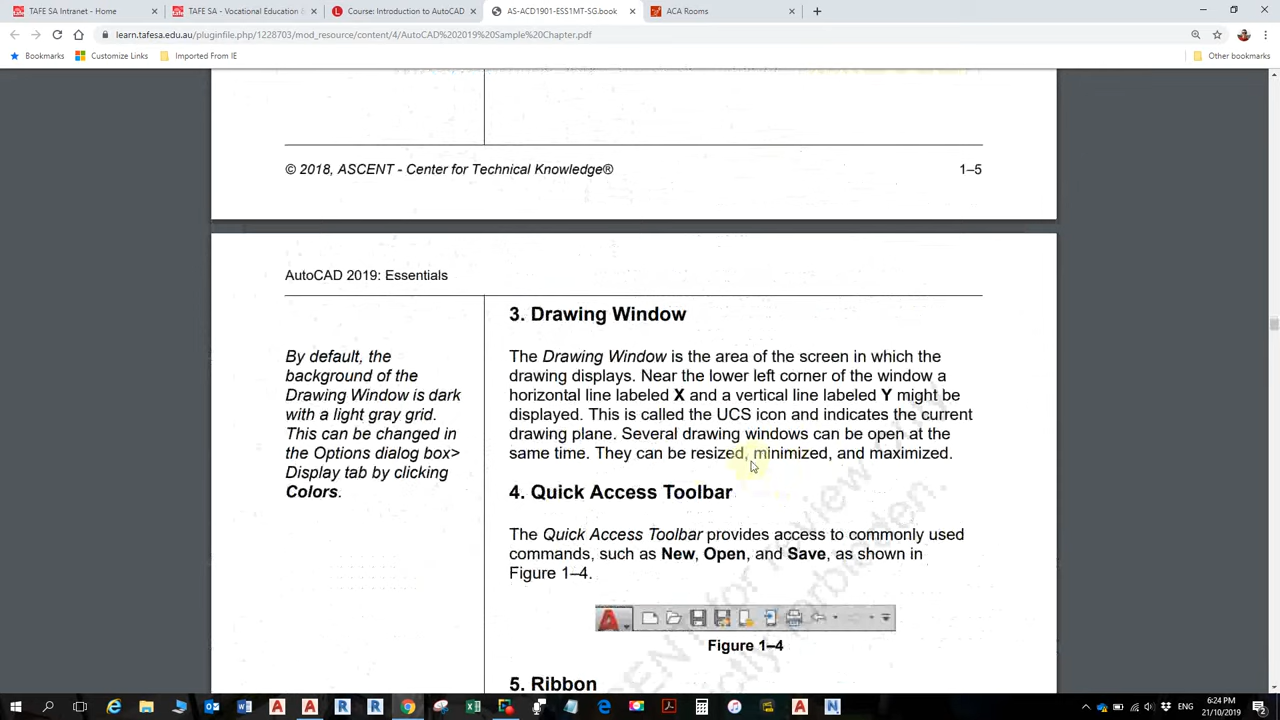 TAFE SA Intranet - Home
TAFE SA - Vocational Education &
Course: Introduction to AutoCAD
AS-ACD1901-ESS1MT-SG.book
ACA Rooms
learn.tafesa.edu.au/pluginfile.php/1228703/mod_resource/content/4/AutoCAD%202019%20Sample%20Chapter.pdf
Bookmarks
Customize Links
Imported From IE
Other bookmarks
© 2018, ASCENT - Center for Technical Knowledge®
1–5
AutoCAD 2019: Essentials
3. Drawing Window
By default, the
background of the
Drawing Window is dark
with a light gray grid.
This can be changed in
the Options dialog box>
Display tab by clicking
Colors.
The Drawing Window is the area of the screen in which the
drawing displays. Near the lower left corner of the window a
horizontal line labeled X and a vertical line labeled Y might be
displayed. This is called the UCS icon and indicates the current
drawing plane. Several drawing windows can be open at the
same time. They can be resized, minimized, and maximized.
4. Quick Access Toolbar
The Quick Access Toolbar provides access to commonly used
commands, such as New, Open, and Save, as shown in
Figure 1–4.
Figure 1–4
5. Ribbon
ENG
6:24 PM
21/10/2019